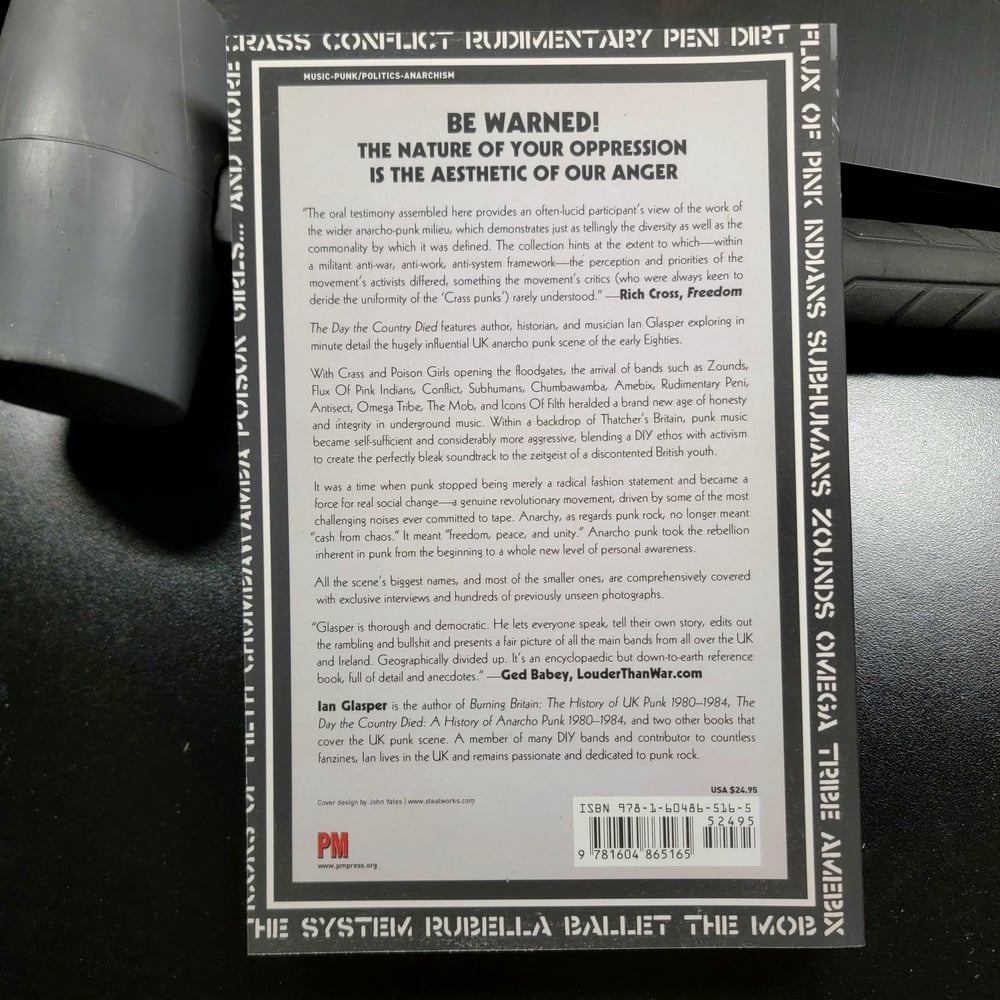 CRASS CONFLICT RUDIMENTARY PENI DIRT
FLUX OF PINK INDIANS SUBHUMANS ZOUNDS OMEGA TRIBE AMEBIX
MUSIC-PUNK/POLITICS-ANARCHISM
BE WARNED!
THE NATURE OF YOUR OPPRESSION
IS THE AESTHETIC OF OUR ANGER
"The oral testimony assembled here provides an often-lucid participant's view of the work of
the wider anarcho-punk milieu, which demonstrates just as tellingly the diversity as well as the
commonality by which it was defined. The collection hints at the extent to which—within
a militant anti-war, anti-work, anti-system framework—the perception and priorities of the
movement's activists differed, something the movement's critics (who were always keen to
deride the uniformity of the 'Crass punks') rarely understood." —Rich Cross, Freedom
The Day the Country Died features author, historian, and musician Ian Glasper exploring in
minute detail the hugely influential UK anarcho punk scene of the early Eighties.
With Crass and Poison Girls opening the floodgates, the arrival of bands such as Zounds,
Flux Of Pink Indians, Conflict, Subhumans, Chumbawamba, Amebix, Rudimentary Peni,
Antisect, Omega Tribe, The Mob, and Icons Of Filth heralded a brand new age of honesty
and integrity in underground music. Within a backdrop of Thatcher's Britain, punk music
became self-sufficient and considerably more aggressive, blending a DIY ethos with activism
to create the perfectly bleak soundtrack to the zeitgeist of a discontented British youth.
It was a time when punk stopped being merely a radical fashion statement and became a
force for real social change—a genuine revolutionary movement, driven by some of the most
challenging noises ever committed to tape. Anarchy, as regards punk rock, no longer meant
"cash from chaos." It meant "freedom, peace, and unity." Anarcho punk took the rebellion
inherent in punk from the beginning to a whole new level of personal awareness.
All the scene's biggest names, and most of the smaller ones, are comprehensively covered
with exclusive interviews and hundreds of previously unseen photographs.
"Glasper is thorough and democratic. He lets everyone speak, tell their own story, edits out
the rambling and bullshit and presents a fair picture of all the main bands from all over the UK
and Ireland. Geographically divided up. It's an encyclopaedic but down-to-earth reference
book, full of detail and anecdotes." —Ged Babey, LouderThanWar.com
Ian Glasper is the author of Burning Britain: The History of UK Punk 1980–1984, The
Day the Country Died: A History of Anarcho Punk 1980–1984, and two other books that
cover the UK punk scene. A member of many DIY bands and contributor to countless
fanzines, Ian lives in the UK and remains passionate and dedicated to punk rock.
Cover design by John Yates | www.stealworks.com
PM
www.pmpress.org
USA $24.95
ISBN 978-1-60486-516-5
52495
9 781604 865165
THE SYSTEM RUBELLA BALLET THE MOB
OF FILTH CHUMBAWAMBA POISON GIRLS... AND MORE